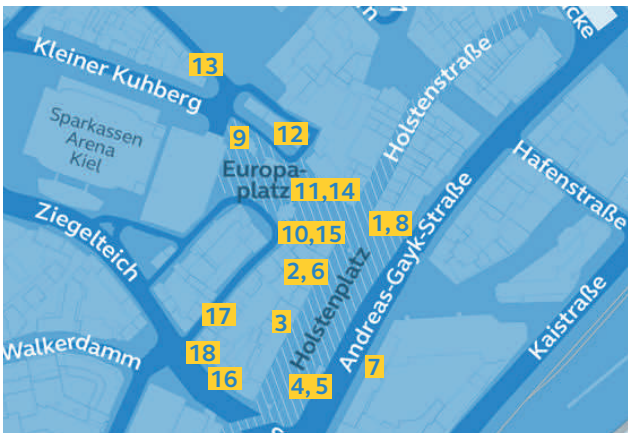 Kleiner Kuhberg
13
ücke
Holstenstraße
Sparkassen
Arena
Kiel
9
12
Europa-
platz
11,14
Hafenstraße
Ziegelteich
1, 8
10,15
2, 6
Andreas-Gayk-Straße
Holstenplatz
Kaistraße
17
3
Walkerdamm
18
16
4, 5
7